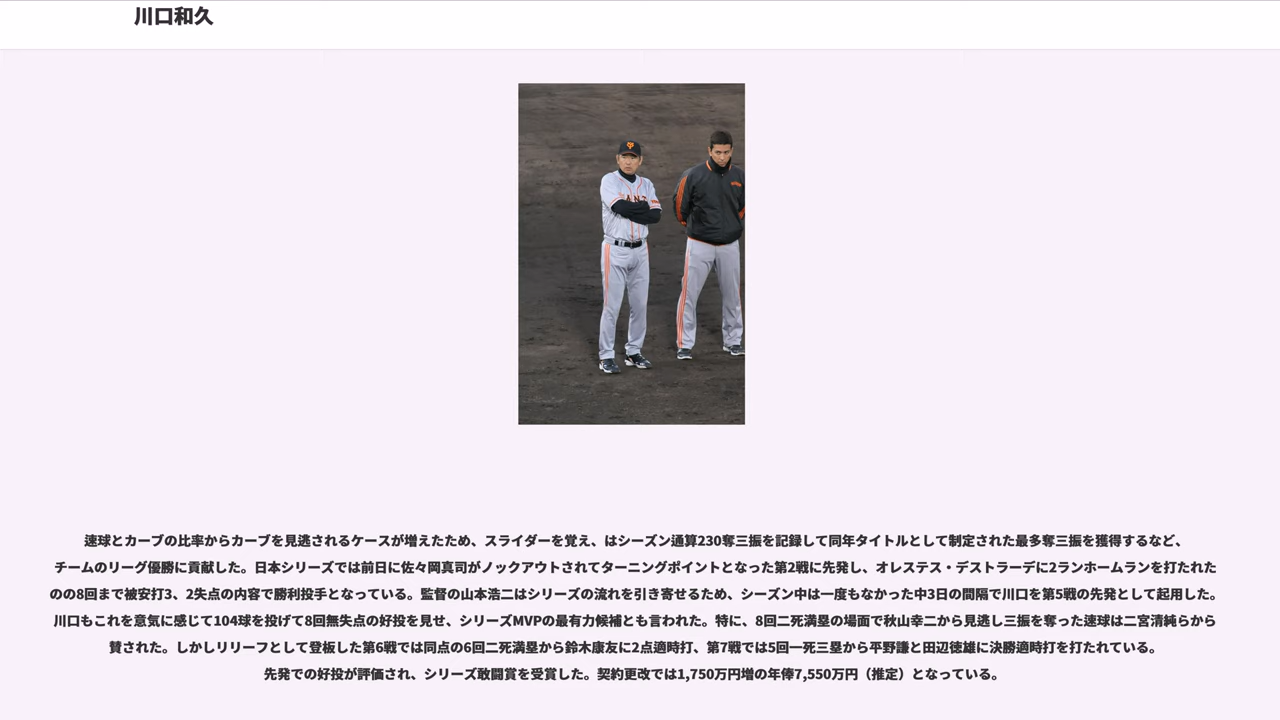 川口和久
速球とカーブの比率からカーブを見逃されるケースが増えたため、スライダーを覚え、はシーズン通算230奪三振を記録して同年タイトルとして制定された最多奪三振を獲得するなど、
チームのリーグ優勝に貢献した。日本シリーズでは前日に佐々岡真司がノックアウトされてターニングポイントとなった第2戦に先発し、オレステス・デストラーデに2ランホームランを打たれた
のの8回まで被安打3、2失点の内容で勝利投手となっている。監督の山本浩二はシリーズの流れを引き寄せるため、シーズン中は一度もなかった中3日の間隔で川口を第5戦の先発として起用した。
川口もこれを意気に感じて104球を投げて8回無失点の好投を見せ、シリーズMVPの最有力候補とも言われた。特に、8回二死満塁の場面で秋山幸二から見逃し三振を奪った速球は二宮清純らから
賛された。しかしリリーフとして登板した第6戦では同点の6回二死満塁から鈴木康友に2点適時打、第7戦では5回一死三塁から平野謙と田辺徳雄に決勝適時打を打たれている。
先発での好投が評価され、シリーズ敢闘賞を受賞した。契約更改では1,750万円増の年俸7,550万円（推定）となっている。